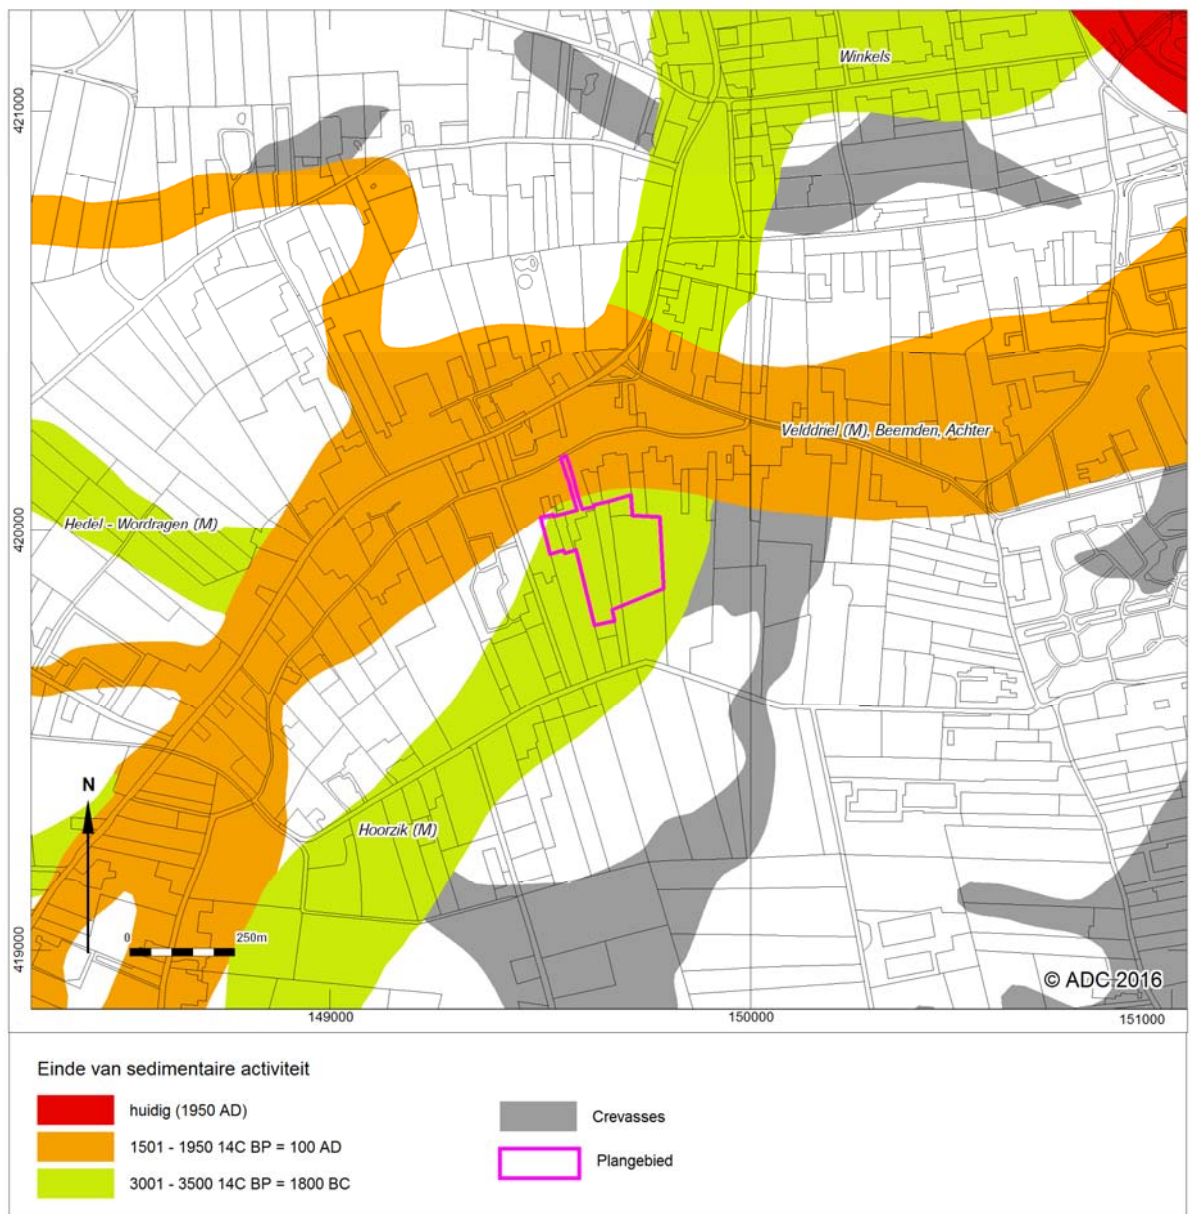 Winkels
421000
Velddriel (M), Beemden, Achter
Hedel - Wordragen (M)
420000
Hoorzik (M)
N
0 250m
419000
© ADC 2016
149000 150000 151000
Einde van sedimentaire activiteit
huidig (1950 AD)
1501 - 1950 14C BP = 100 AD
3001 - 3500 14C BP = 1800 BC
Crevasses
Plangebied